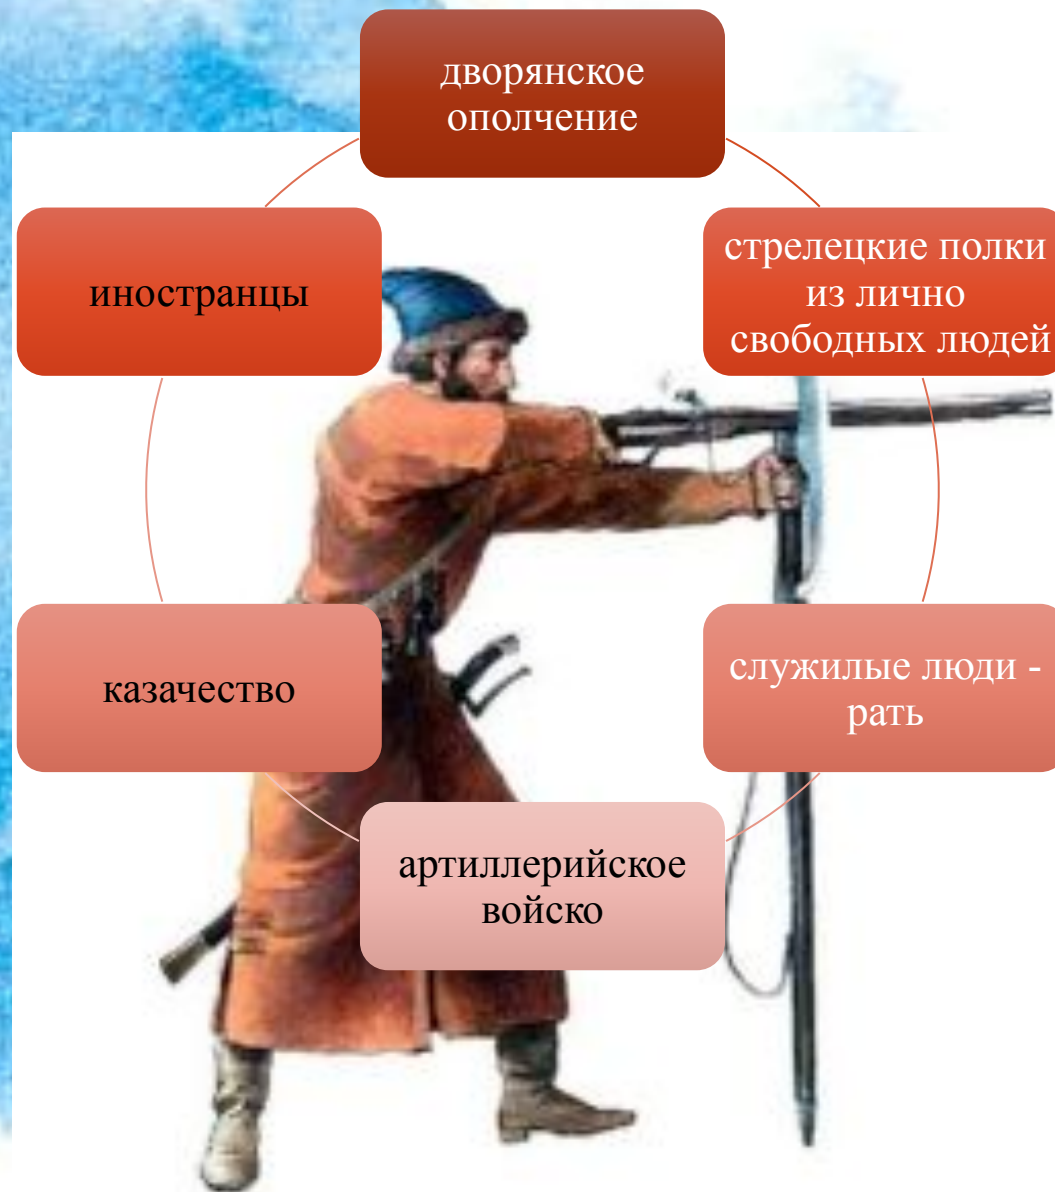 дворянское
ополчение
стрелецкие полки
из лично
свободных людей
служилые люди -
рать
артиллерийское
войско
казачество
иностранцы